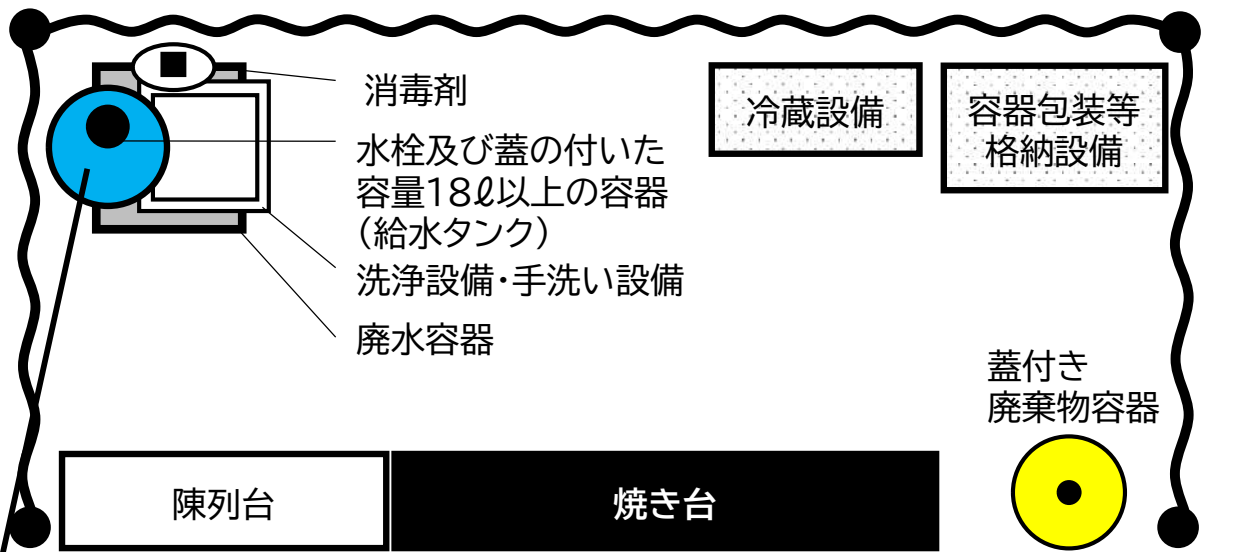 消毒剤
水栓及び蓋の付いた
容量18ℓ以上の容器
(給水タンク)
洗浄設備・手洗い設備
廃水容器
冷蔵設備
容器包装等
格納設備
蓋付き
廃棄物容器
陳列台
焼き台